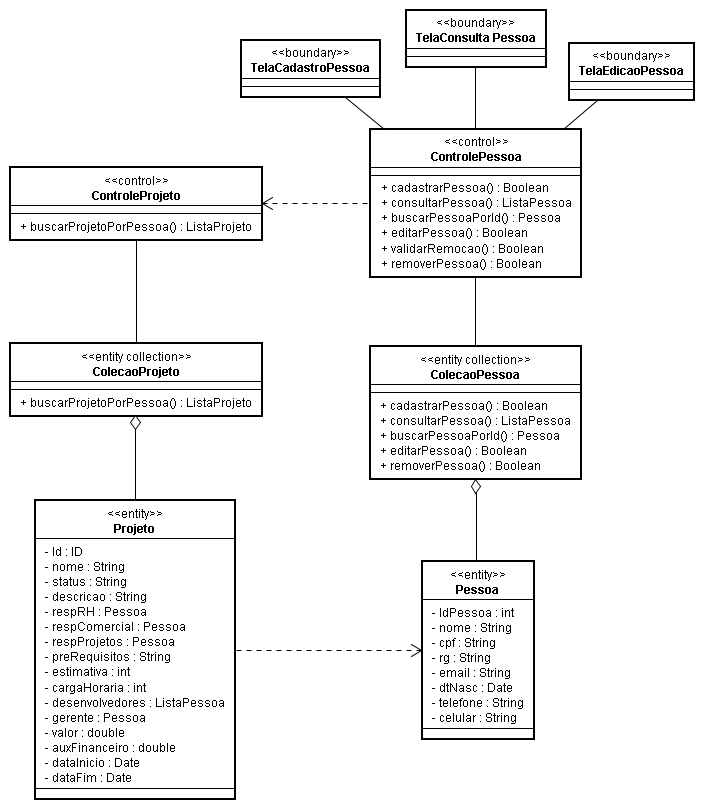 <<boundary>>
TelaCadastroPessoa
<<boundary>>
TelaConsulta Pessoa
<<boundary>>
TelaEdicaoPessoa
<<control>>
ControleProjeto
+ buscarProjetoPorPessoa() : ListaProjeto
<<control>>
ControlePessoa
+ cadastrarPessoa() : Boolean
+ consultarPessoa() : ListaPessoa
+ buscarPessoaPorId() : Pessoa
+ editarPessoa() : Boolean
+ validarRemocao() : Boolean
+ removerPessoa() : Boolean
<<entity collection>>
ColecaoProjeto
+ buscarProjetoPorPessoa() : ListaProjeto
<<entity collection>>
ColecaoPessoa
+ cadastrarPessoa() : Boolean
+ consultarPessoa() : ListaPessoa
+ buscarPessoaPorId() : Pessoa
+ editarPessoa() : Boolean
+ removerPessoa() : Boolean
<<entity>>
Projeto
- Id : ID
- nome : String
- status : String
- descricao : String
- respRH : Pessoa
- respComercial : Pessoa
- respProjetos : Pessoa
- preRequisitos : String
- estimativa : int
- cargaHoraria : int
- desenvolvedores : ListaPessoa
- gerente : Pessoa
- valor : double
- auxFinanceiro : double
- dataInicio : Date
- dataFim : Date
<<entity>>
Pessoa
- IdPessoa : int
- nome : String
- cpf : String
- rg : String
- email : String
- dtNasc : Date
- telefone : String
- celular : String